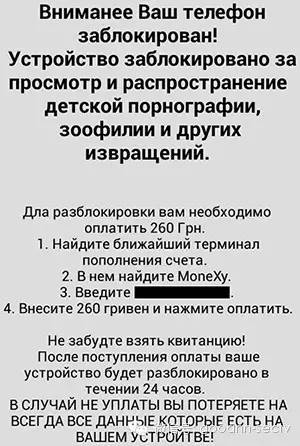 Вниманее Ваш телефон
заблокирован!
Устройство заблокировано за
просмотр и распространение
детской порнографии,
зоофилии и других
извращений.
Для разблокировки вам необходимо
оплатить 260 Грн.
1. Найдите ближайший терминал
пополнения счета.
2. В нем найдите MoneXy.
3. Введите .
4. Внесите 260 гривен и нажмите оплатить.
Не забудте взять квитанцию!
После поступления оплаты ваше
устройство будет разблокировано в
течении 24 часов.
В СЛУЧАЙ НЕ УПЛАТЫ ВЫ ПОТЕРЯЕТЕ НА
ВСЕГДА ВСЕ ДАННЫЕ КОТОРЫЕ ЕСТЬ НА
ВАШЕМ УСТРОЙТВЕ!